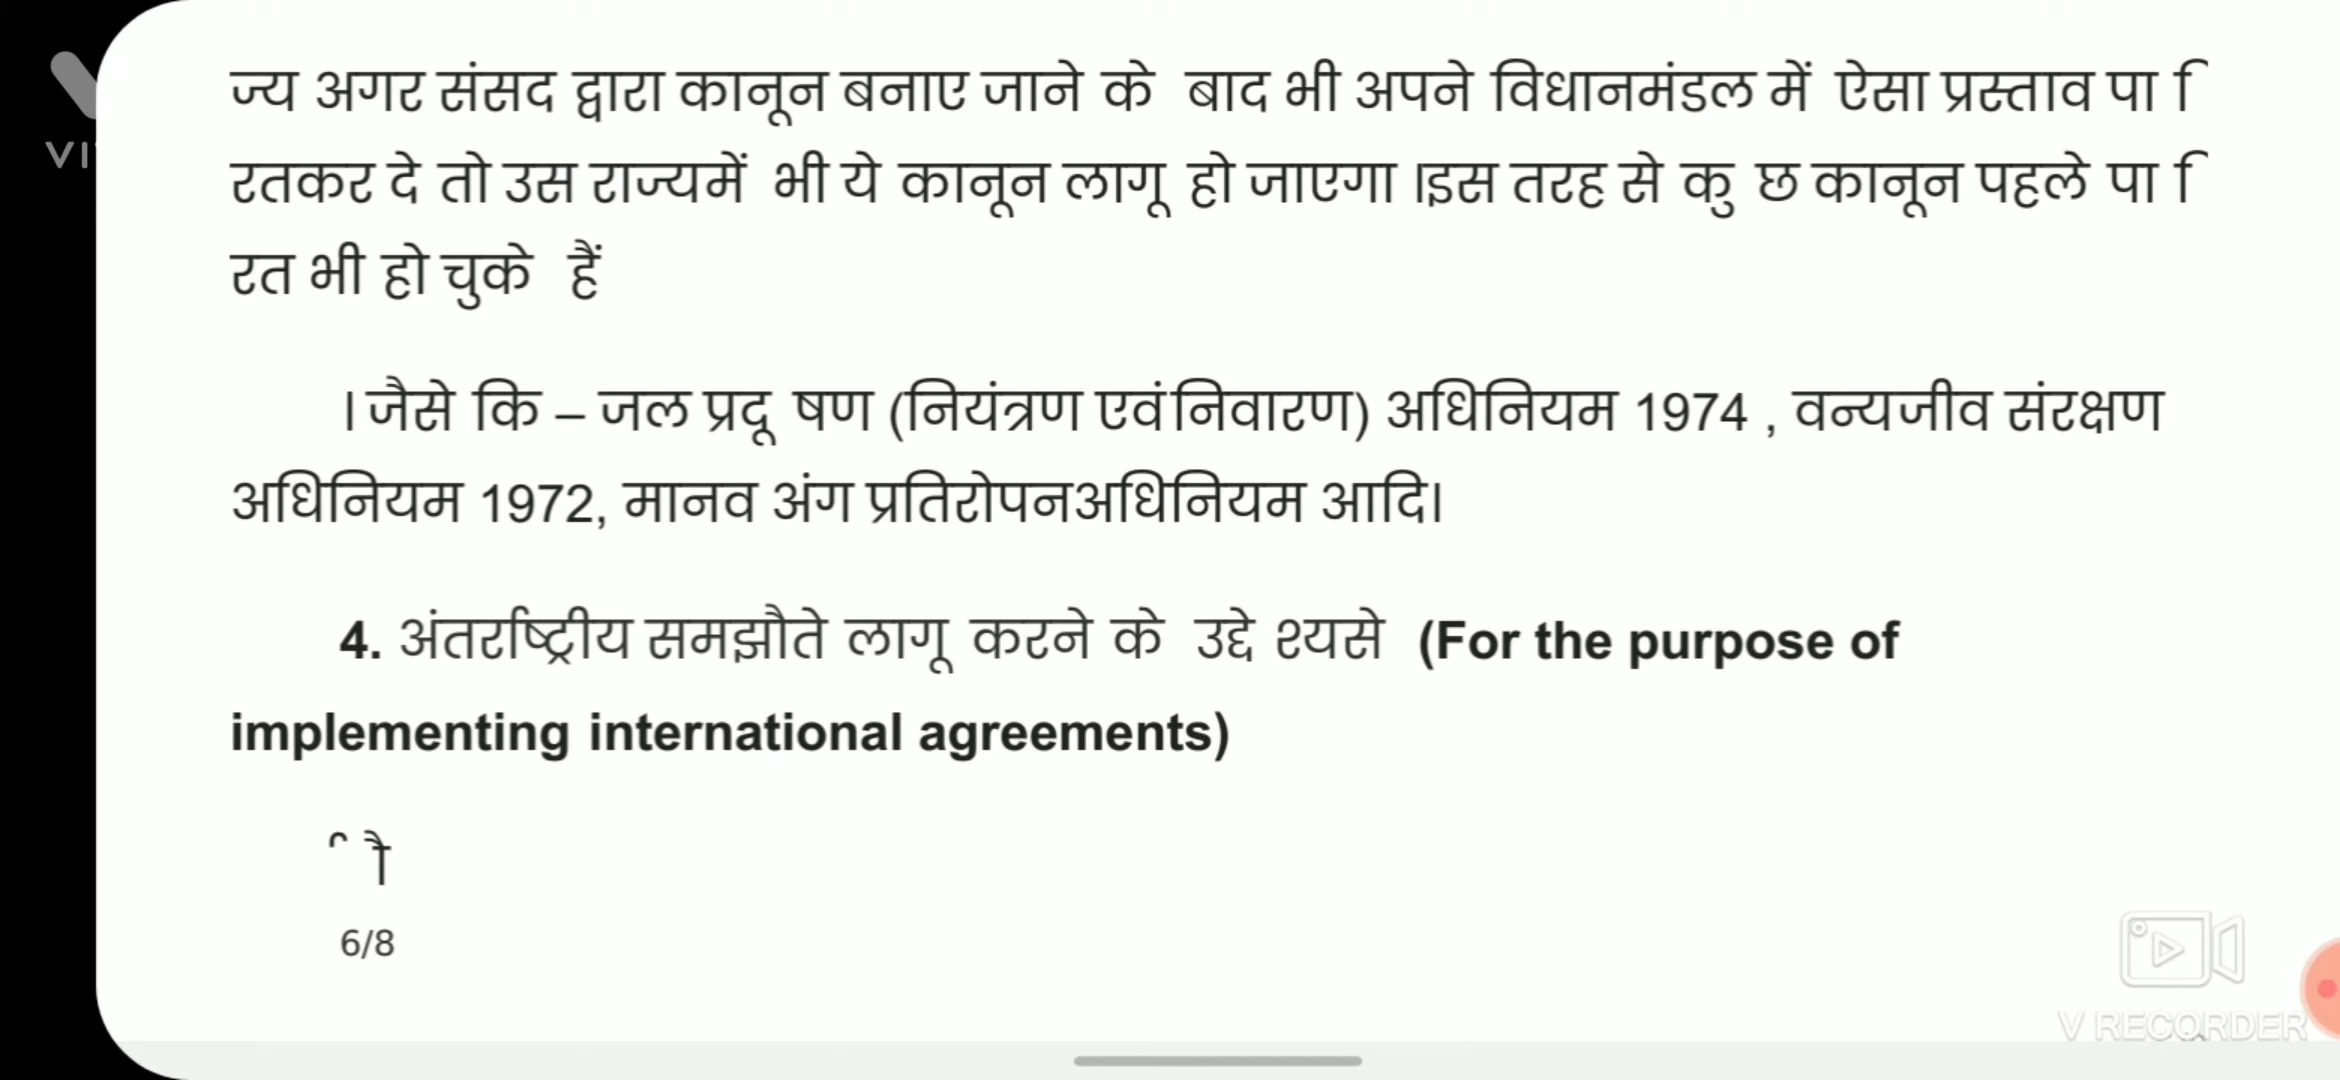 ज्य अगर संसद द्वारा कानून बनाए जाने के बाद भी अपने विधानमंडल में ऐसा प्रस्ताव पा ि
रतकर दे तो उस राज्यमें भी ये कानून लागू हो जाएगा ।इस तरह से कु छ कानून पहले पा ि
रत भी हो चुके हैं
। जैसे कि – जल प्रदू षण (नियंत्रण एवंनिवारण) अधिनियम 1974 , वन्यजीव संरक्षण
अधिनियम 1972, मानव अंग प्रतिरोपनअधिनियम आदि।
4. अंतर्राष्ट्रीय समझौते लागू करने के उद्दे श्यसे (For the purpose of
implementing international agreements)
6/8
VI
V RECORDER